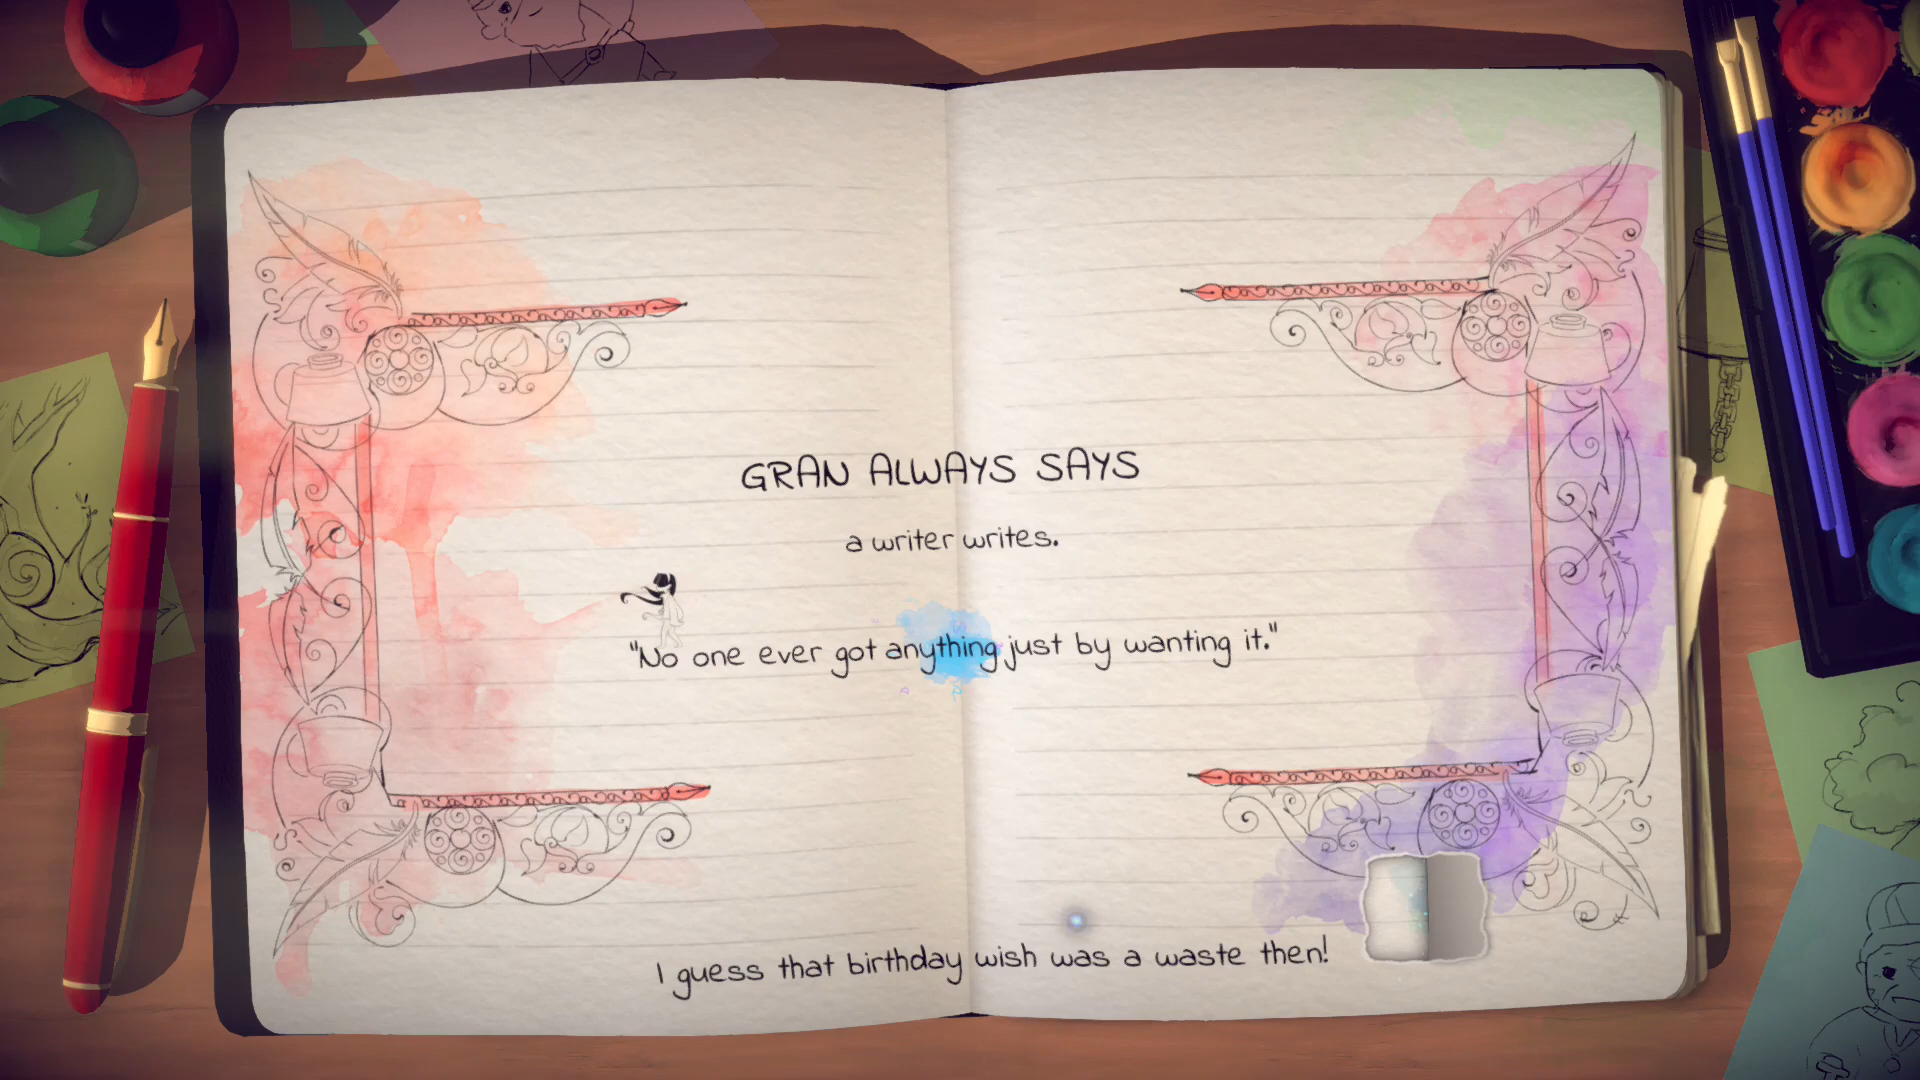 GRAN ALWAYS SAYS
a writer writes.
"No one ever got anything just by wanting it."
I guess that birthday wish was a waste then!